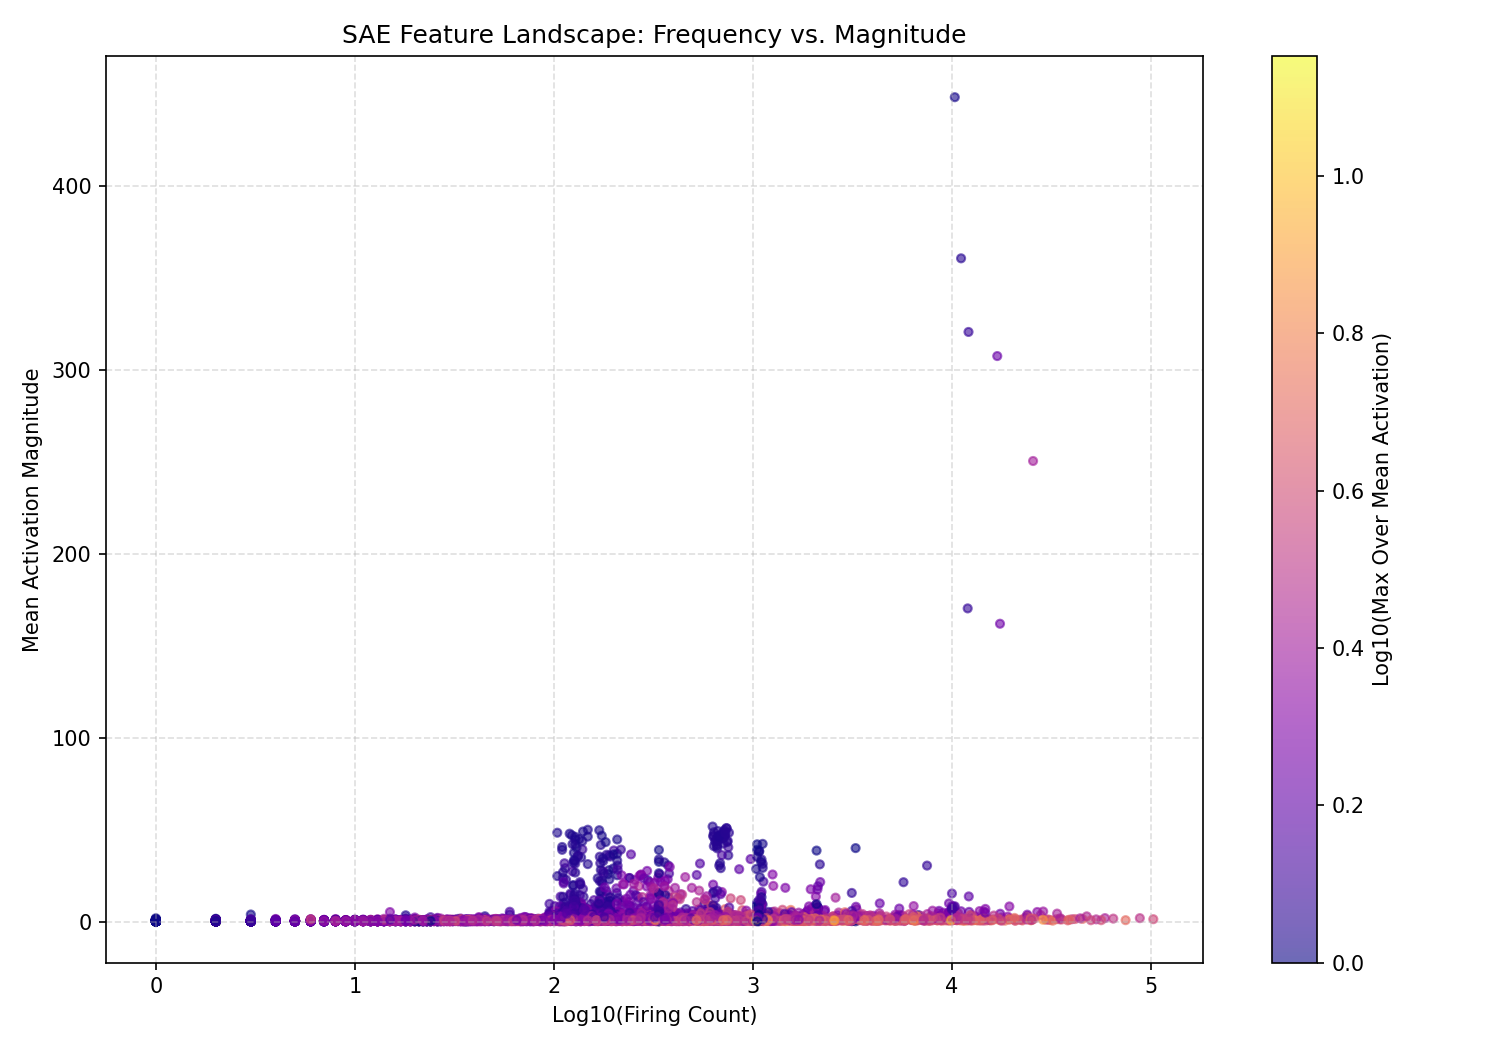 SAE Feature Landscape: Frequency vs. Magnitude
Mean Activation Magnitude
400
300
200
100
0
0 1 2 3 4 5
Log10(Firing Count)
1.0
0.8
0.6
0.4
0.2
0.0
Log10(Max Over Mean Activation)